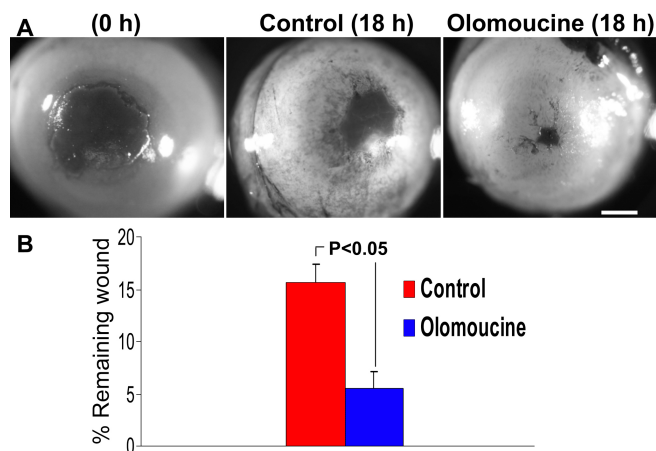 A
(0 h)
Control (18 h)
Olomoucine (18 h)
B
% Remaining wound
20
15
10
5
0
P<0.05
Control
Olomoucine